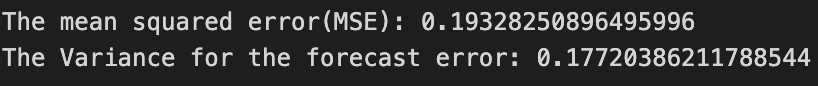 The mean squared error(MSE): 0.19328250896495996
The Variance for the forecast error: 0.17720386211788544